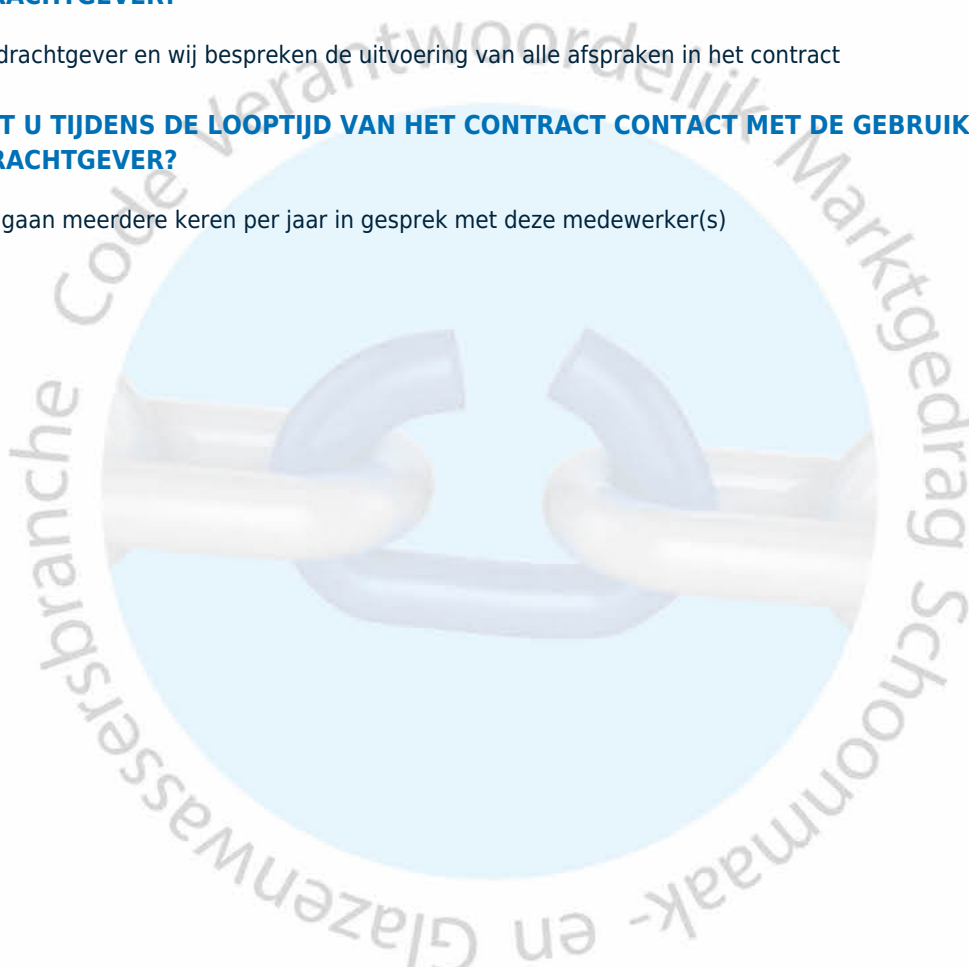 RACHTGEVER?
drachtgever en wij bespreken de uitvoering van alle afspraken in het contract
T U TIJDENS DE LOOPTIJD VAN HET CONTRACT CONTACT MET DE GEBRUIK
RACHTGEVER?
gaan meerdere keren per jaar in gesprek met deze medewerker(s)
Code Verantwoordelijk Marktgedrag Schoonmaak- en Glazenwassersbranche